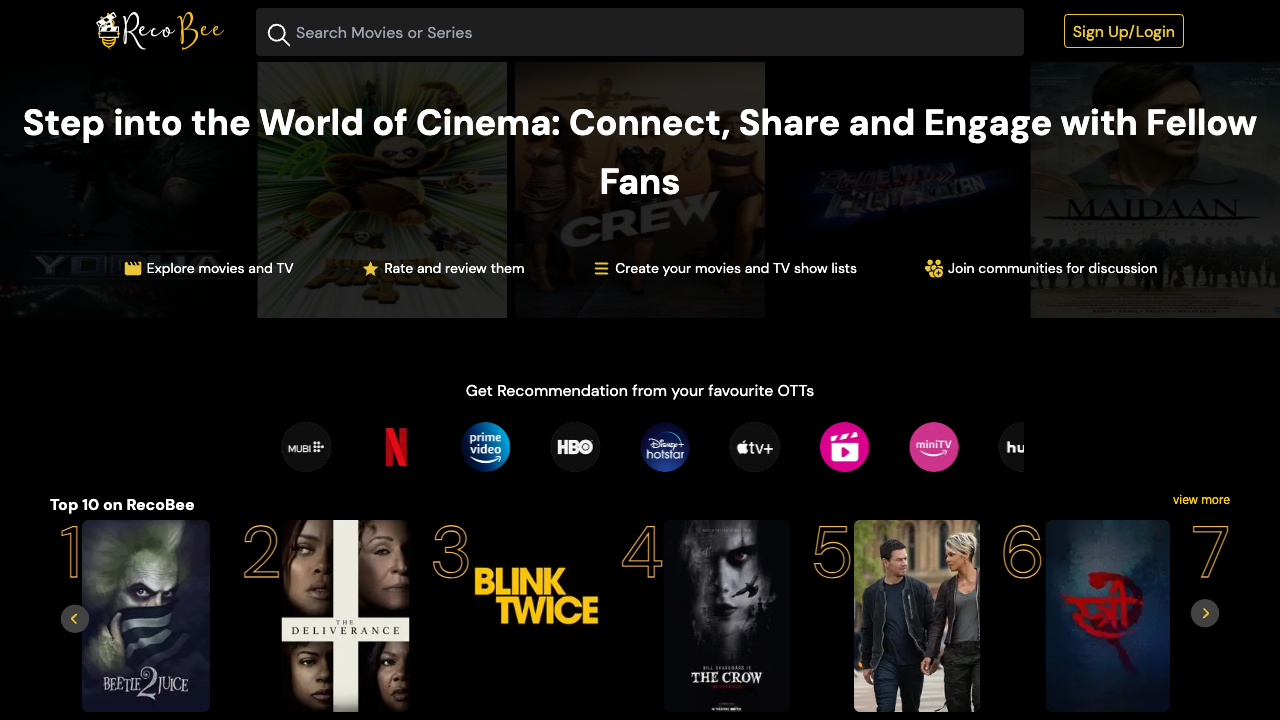 RecoBee
Search Movies or Series
Sign Up/Login
Step into the World of Cinema: Connect, Share and Engage with Fellow
Fans
CREW
MAIDAAN
Explore movies and TV
Rate and review them
Create your movies and TV show lists
Join communities for discussion
Get Recommendation from your favourite OTTs
MUBI
N
prime
video
HBO
Disney+
hotstar
tv+
miniTV
hu
Top 10 on RecoBee
view more
1
2
3
4
5
6
7
BEETLEJUICE
2
THE
DELIVERANCE
BLINK
TWICE
BILL SKARSGÅRD IS
THE CROW
स्त्री